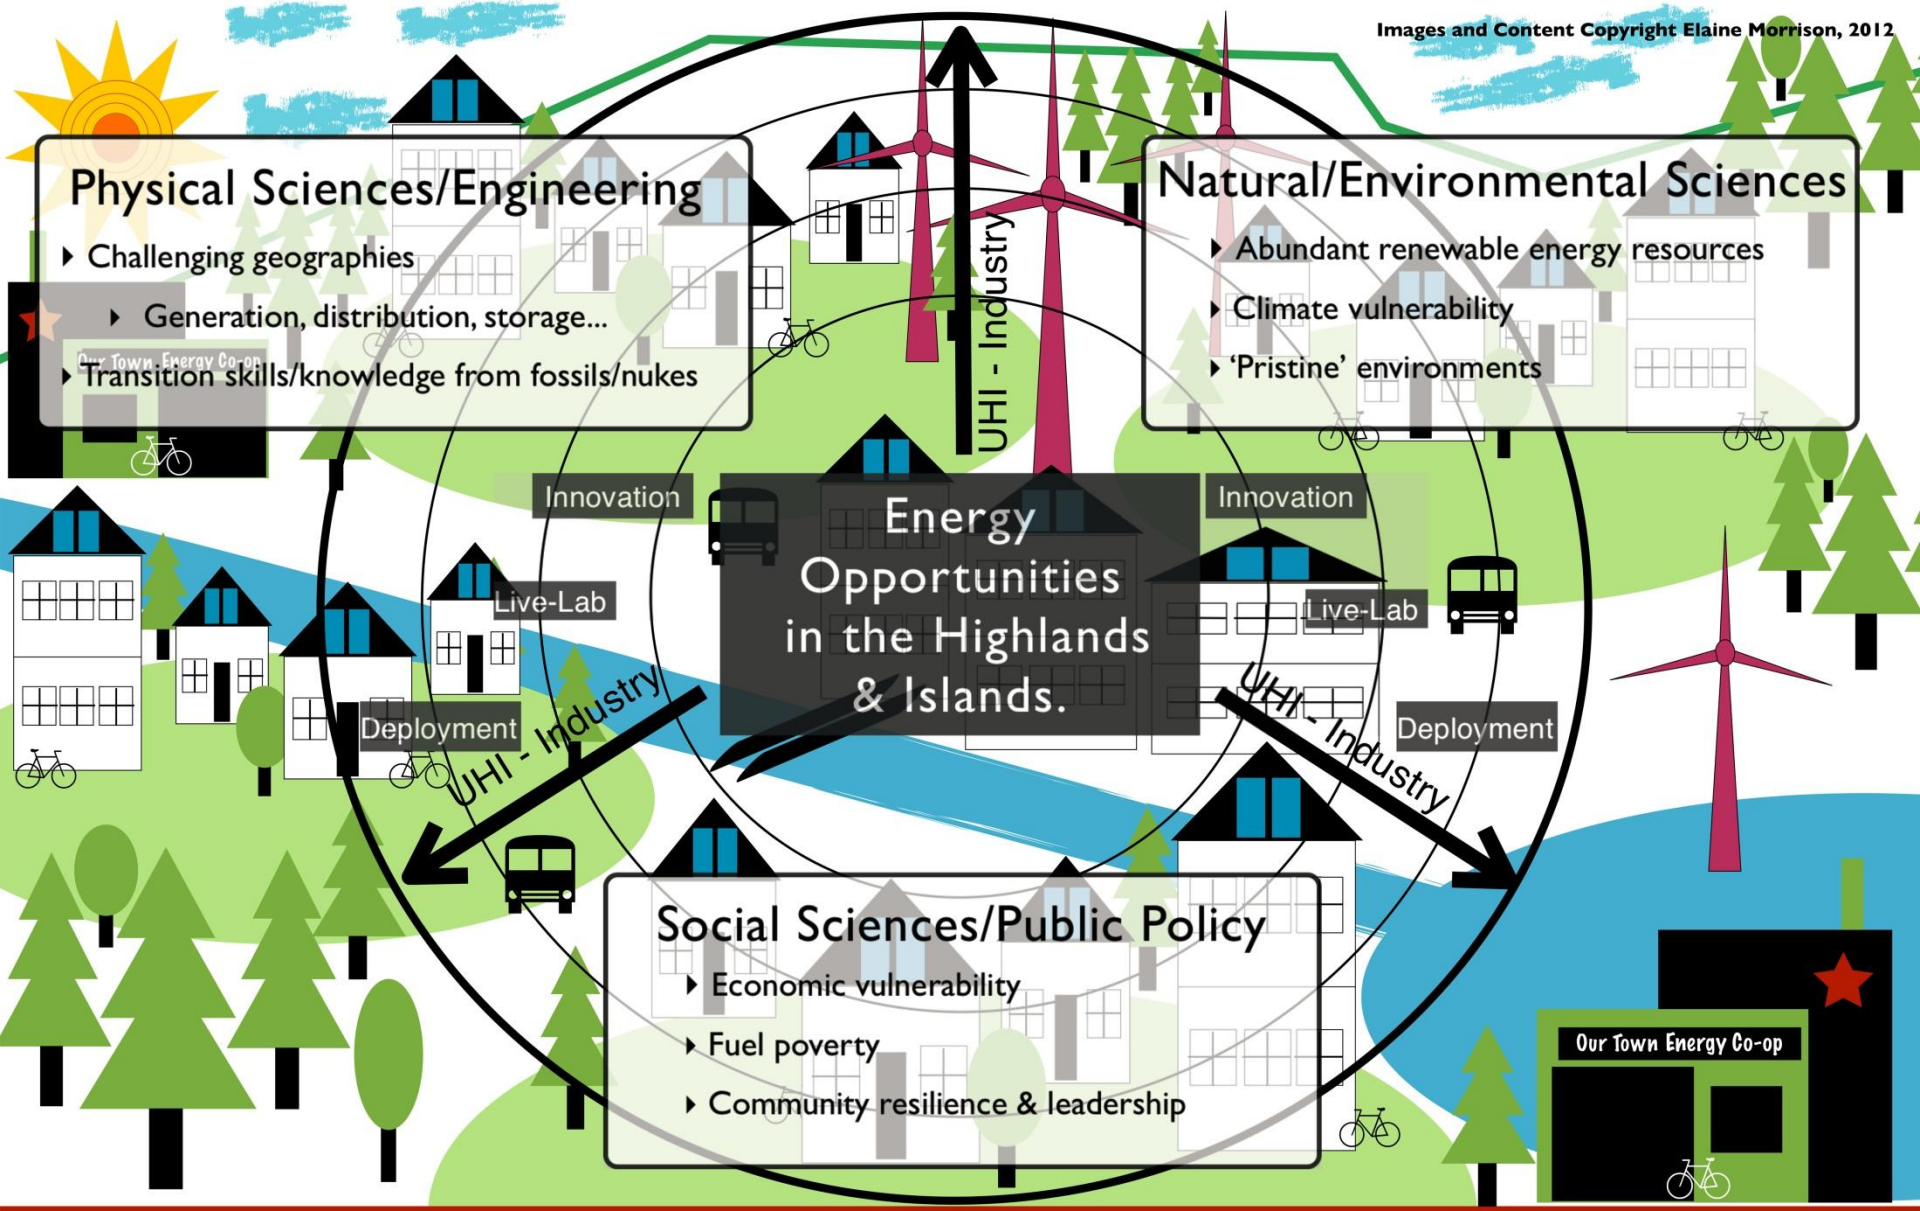 Images and Content Copyright Elaine Morrison, 2012
Physical Sciences/Engineering
Challenging geographies
Generation, distribution, storage...
Our Town Energy Co-op
Transition skills/knowledge from fossils/nukes
Natural/Environmental Sciences
Abundant renewable energy resources
Climate vulnerability
'Pristine' environments
UHI - Industry
Innovation
Live-Lab
Deployment
UHI - Industry
Energy
Opportunities
in the Highlands
& Islands.
Innovation
Live-Lab
Deployment
UHI - Industry
Social Sciences/Public Policy
Economic vulnerability
Fuel poverty
Community resilience & leadership
Our Town Energy Co-op